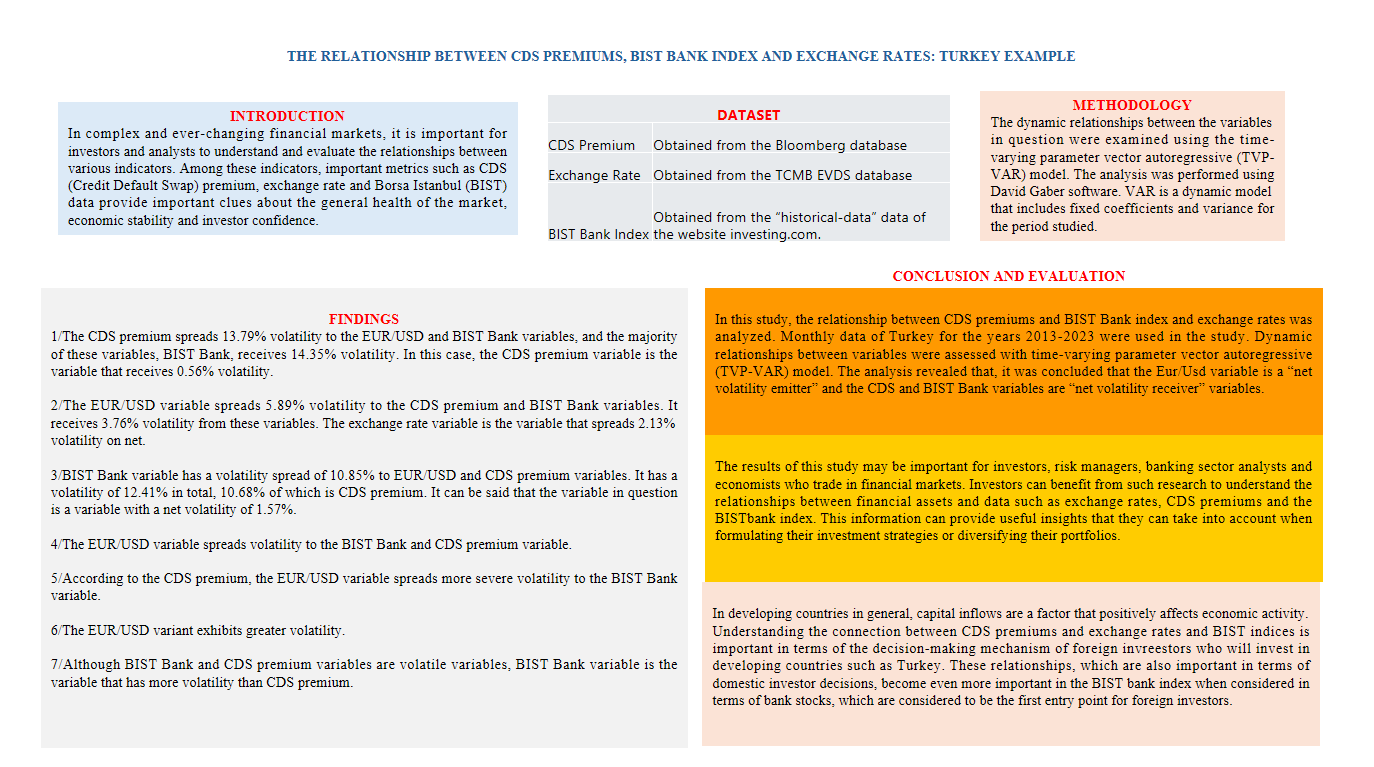 THE RELATIONSHIP BETWEEN CDS PREMIUMS, BIST BANK INDEX AND EXCHANGE RATES: TURKEY EXAMPLE
INTRODUCTION
In complex and ever-changing financial markets, it is important for
investors and analysts to understand and evaluate the relationships between
various indicators. Among these indicators, important metrics such as CDS
(Credit Default Swap) premium, exchange rate and Borsa Istanbul (BIST)
data provide important clues about the general health of the market,
economic stability and investor confidence.
DATASET
CDS Premium Obtained from the Bloomberg database
Exchange Rate Obtained from the TCMB EVDS database
Obtained from the “historical-data” data of
BIST Bank Index the website investing.com.
METHODOLOGY
The dynamic relationships between the variables
in question were examined using the time-
varying parameter vector autoregressive (TVP-
VAR) model. The analysis was performed using
David Gaber software. VAR is a dynamic model
that includes fixed coefficients and variance for
the period studied.
FINDINGS
1/The CDS premium spreads 13.79% volatility to the EUR/USD and BIST Bank variables, and the majority
of these variables, BIST Bank, receives 14.35% volatility. In this case, the CDS premium variable is the
variable that receives 0.56% volatility.
2/The EUR/USD variable spreads 5.89% volatility to the CDS premium and BIST Bank variables. It
receives 3.76% volatility from these variables. The exchange rate variable is the variable that spreads 2.13%
volatility on net.
3/BIST Bank variable has a volatility spread of 10.85% to EUR/USD and CDS premium variables. It has a
volatility of 12.41% in total, 10.68% of which is CDS premium. It can be said that the variable in question
is a variable with a net volatility of 1.57%.
4/The EUR/USD variable spreads volatility to the BIST Bank and CDS premium variable.
5/According to the CDS premium, the EUR/USD variable spreads more severe volatility to the BIST Bank
variable.
6/The EUR/USD variant exhibits greater volatility.
7/Although BIST Bank and CDS premium variables are volatile variables, BIST Bank variable is the
variable that has more volatility than CDS premium.
CONCLUSION AND EVALUATION
In this study, the relationship between CDS premiums and BIST Bank index and exchange rates was
analyzed. Monthly data of Turkey for the years 2013-2023 were used in the study. Dynamic
relationships between variables were assessed with time-varying parameter vector autoregressive
(TVP-VAR) model. The analysis revealed that, it was concluded that the Eur/Usd variable is a “net
volatility emitter” and the CDS and BIST Bank variables are “net volatility receiver” variables.
The results of this study may be important for investors, risk managers, banking sector analysts and
economists who trade in financial markets. Investors can benefit from such research to understand the
relationships between financial assets and data such as exchange rates, CDS premiums and the
BISTbank index. This information can provide useful insights that they can take into account when
formulating their investment strategies or diversifying their portfolios.
In developing countries in general, capital inflows are a factor that positively affects economic activity.
Understanding the connection between CDS premiums and exchange rates and BIST indices is
important in terms of the decision-making mechanism of foreign invreestors who will invest in
developing countries such as Turkey. These relationships, which are also important in terms of
domestic investor decisions, become even more important in the BIST bank index when considered in
terms of bank stocks, which are considered to be the first entry point for foreign investors.